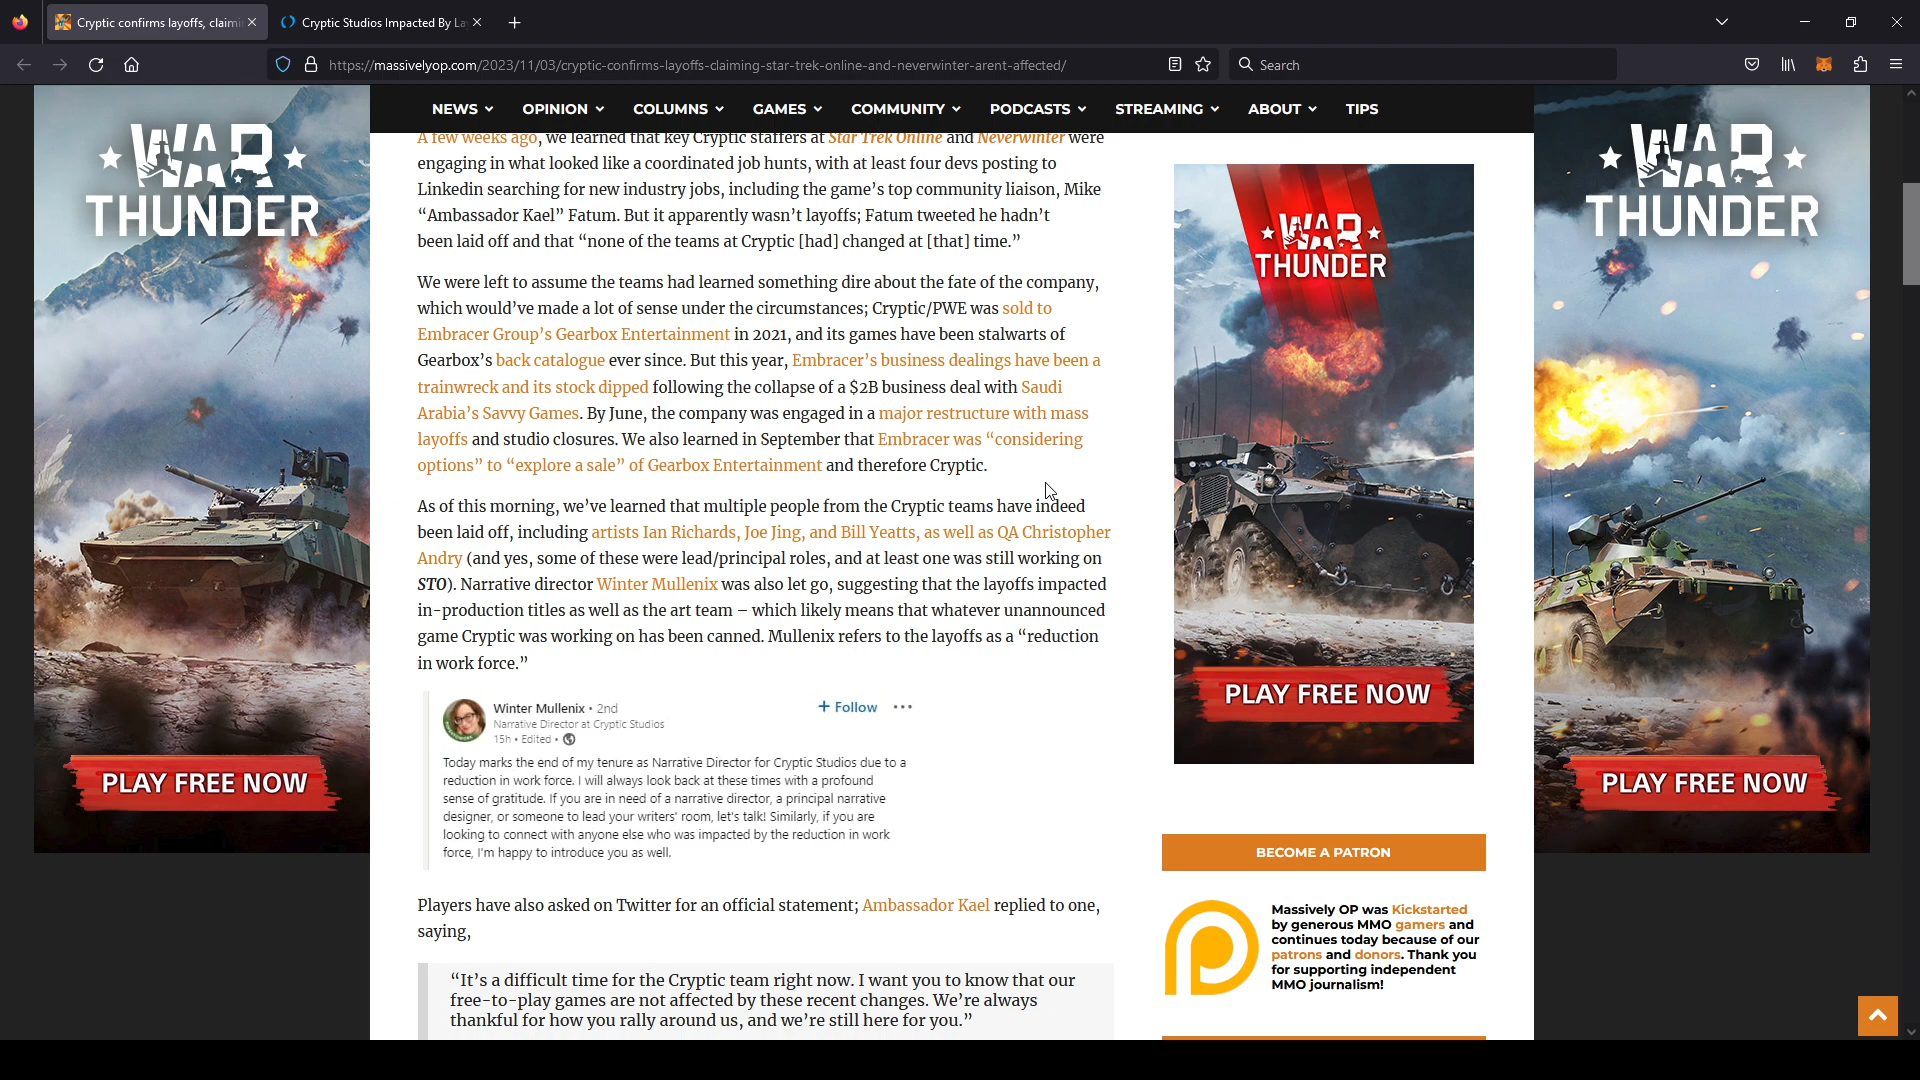 Cryptic confirms layoffs, claimi
Cryptic Studios Impacted By La
https://massivelyop.com/2023/11/03/cryptic-confirms-layoffs-claiming-star-trek-online-and-neverwinter-arent-affected/
Search
NEWS OPINION COLUMNS GAMES COMMUNITY PODCASTS STREAMING ABOUT TIPS
WAR
THUNDER
PLAY FREE NOW
A few weeks ago, we learned that key Cryptic staffers at Star Trek Online and Neverwinter were
engaging in what looked like a coordinated job hunts, with at least four devs posting to
Linkedin searching for new industry jobs, including the game's top community liaison, Mike
“Ambassador Kael” Fatum. But it apparently wasn't layoffs; Fatum tweeted he hadn't
been laid off and that “none of the teams at Cryptic [had] changed at [that] time.”
We were left to assume the teams had learned something dire about the fate of the company,
which would've made a lot of sense under the circumstances; Cryptic/PWE was sold to
Embracer Group's Gearbox Entertainment in 2021, and its games have been stalwarts of
Gearbox's back catalogue ever since. But this year, Embracer's business dealings have been a
trainwreck and its stock dipped following the collapse of a $2B business deal with Saudi
Arabia's Savvy Games. By June, the company was engaged in a major restructure with mass
layoffs and studio closures. We also learned in September that Embracer was “considering
options” to “explore a sale” of Gearbox Entertainment and therefore Cryptic.
As of this morning, we've learned that multiple people from the Cryptic teams have indeed
been laid off, including artists Ian Richards, Joe Jing, and Bill Yeatts, as well as QA Christopher
Andry (and yes, some of these were lead/principal roles, and at least one was still working on
STO). Narrative director Winter Mullenix was also let go, suggesting that the layoffs impacted
in-production titles as well as the art team – which likely means that whatever unannounced
game Cryptic was working on has been canned. Mullenix refers to the layoffs as a “reduction
in work force.”
Winter Mullenix • 2nd
Narrative Director at Cryptic Studios
15h • Edited •
+ Follow
Today marks the end of my tenure as Narrative Director for Cryptic Studios due to a
reduction in work force. I will always look back at these times with a profound
sense of gratitude. If you are in need of a narrative director, a principal narrative
designer, or someone to lead your writers' room, let's talk! Similarly, if you are
looking to connect with anyone else who was impacted by the reduction in work
force, I'm happy to introduce you as well.
Players have also asked on Twitter for an official statement; Ambassador Kael replied to one,
saying,
“It's a difficult time for the Cryptic team right now. I want you to know that our
free-to-play games are not affected by these recent changes. We're always
thankful for how you rally around us, and we're still here for you.”
WAR
THUNDER
PLAY FREE NOW
BECOME A PATRON
Massively OP was Kickstarted
by generous MMO gamers and
continues today because of our
patrons and donors. Thank you
for supporting independent
MMO journalism!
WAR
THUNDER
PLAY FREE NOW